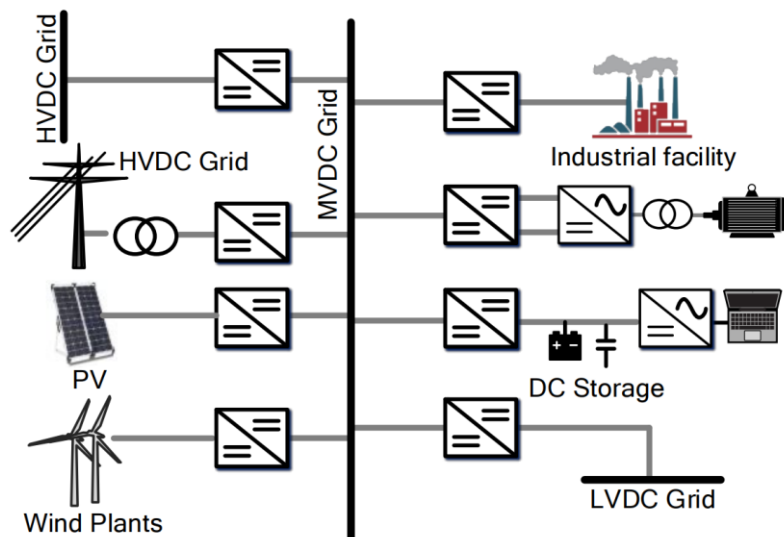 HVDC Grid
HVDC Grid
MVDC Grid
PV
Wind Plants
Industrial facility
DC Storage
LVDC Grid